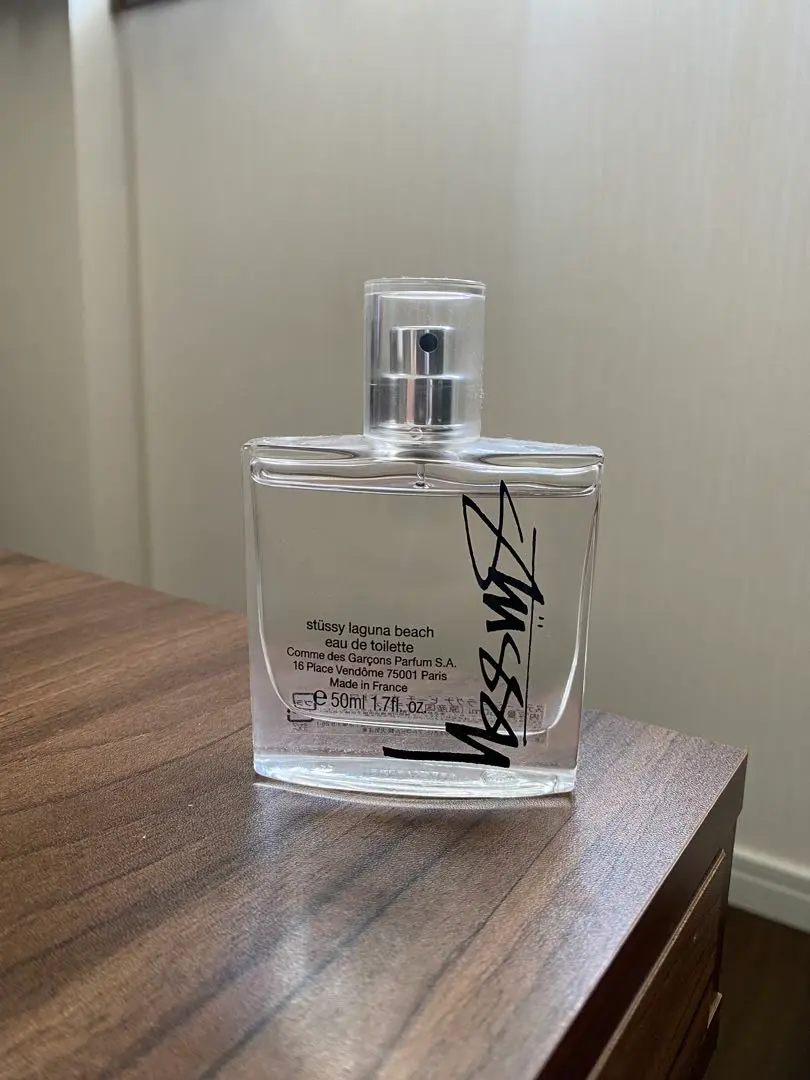 stüssy laguna beach
eau de toilette
Comme des Garçons Parfum S.A.
16 Place Vendôme 75001 Paris
Made in France
e 50ml 1.7fl. oz.
Stüssy